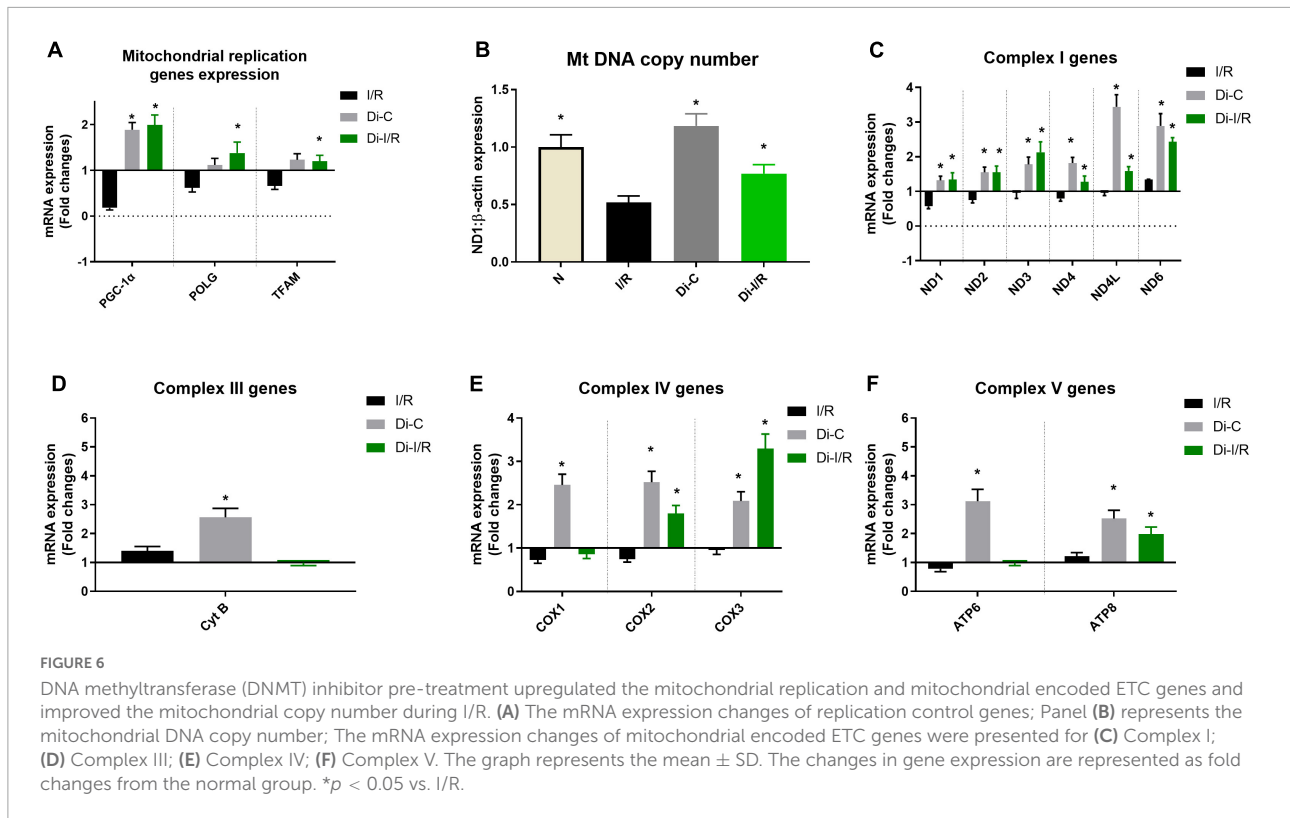 A
Mitochondrial replication
genes expression
mRNA expression
(Fold changes)
2
1
0
-1
* * * *
PGC-1α
POLG
TFAM
I/R
Di-C
Di-I/R
B
Mt DNA copy number
ND1:β-actin expression
1.5
1.0
0.5
0.0
* * *
N
I/R
Di-C
Di-I/R
C
Complex I genes
mRNA expression
(Fold changes)
4
3
2
1
0
-1
* * * * * * * * * * * *
ND1
ND2
ND3
ND4
ND4L
ND6
I/R
Di-C
Di-I/R
D
Complex III genes
mRNA expression
(Fold changes)
6
5
4
3
2
1
0
*
Cyt B
I/R
Di-C
Di-I/R
E
Complex IV genes
mRNA expression
(Fold changes)
4
3
2
1
0
* * * * *
COX1
COX2
COX3
I/R
Di-C
Di-I/R
F
Complex V genes
mRNA expression
(Fold changes)
6
5
4
3
2
1
0
* * *
ATP6
ATP8
I/R
Di-C
Di-I/R
FIGURE 6
DNA methyltransferase (DNMT) inhibitor pre-treatment upregulated the mitochondrial replication and mitochondrial encoded ETC genes and
improved the mitochondrial copy number during I/R. (A) The mRNA expression changes of replication control genes; Panel (B) represents the
mitochondrial DNA copy number; The mRNA expression changes of mitochondrial encoded ETC genes were presented for (C) Complex I;
(D) Complex III; (E) Complex IV; (F) Complex V. The graph represents the mean ± SD. The changes in gene expression are represented as fold
changes from the normal group. *p < 0.05 vs. I/R.